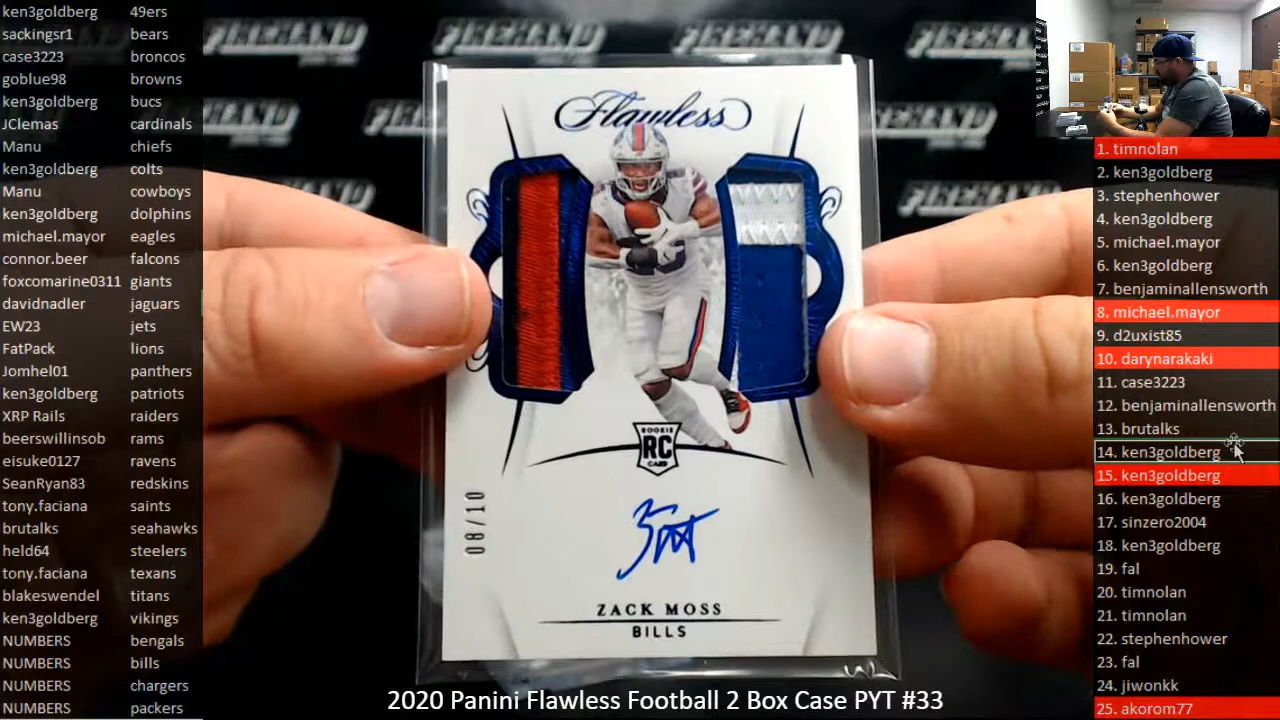 ken3goldberg 49ers
sackingsr1 bears
case3223 broncos
goblue98 browns
ken3goldberg bucs
JClemas cardinals
Manu chiefs
ken3goldberg colts
Manu cowboys
ken3goldberg dolphins
michael.mayor eagles
connor.beer falcons
foxcomarine0311 giants
davidnadler jaguars
EW23 jets
FatPack lions
Jomhel01 panthers
ken3goldberg patriots
XRP Rails raiders
beerswillinsob rams
eisuke0127 ravens
SeanRyan83 redskins
tony.faciana saints
brutalks seahawks
held64 steelers
tony.faciana texans
blakeswendel titans
ken3goldberg vikings
NUMBERS bengals
NUMBERS bills
NUMBERS chargers
NUMBERS packers
FIREHAND
FIREHAND
FIREHAND
FIREHAND
Flawless
ROOKIE
RC
CARD
08/10
ZACK MOSS
BILLS
2020 Panini Flawless Football 2 Box Case PYT #33
1. timnolan
2. ken3goldberg
3. stephenhower
4. ken3goldberg
5. michael.mayor
6. ken3goldberg
7. benjaminallensworth
8. michael.mayor
9. d2uxist85
10. darynarakaki
11. case3223
12. benjaminallensworth
13. brutalks
14. ken3goldberg
15. ken3goldberg
16. ken3goldberg
17. sinzero2004
18. ken3goldberg
19. fal
20. timnolan
21. timnolan
22. stephenhower
23. fal
24. jiwonkk
25. akorom77